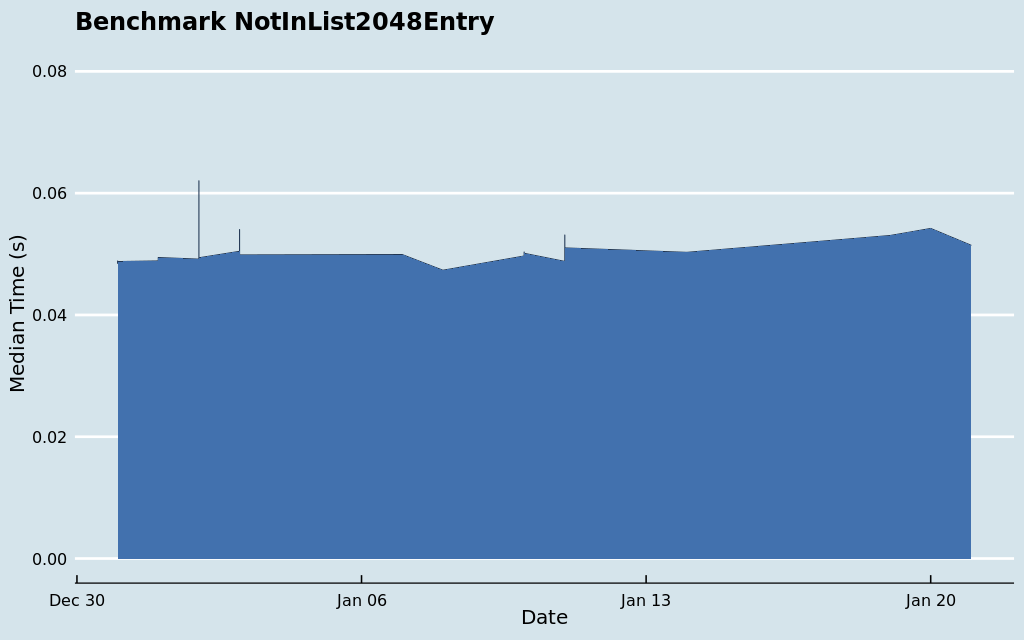 Benchmark NotInList2048Entry
Median Time (s)
0.08
0.06
0.04
0.02
0.00
Dec 30
Jan 06
Jan 13
Jan 20
Date